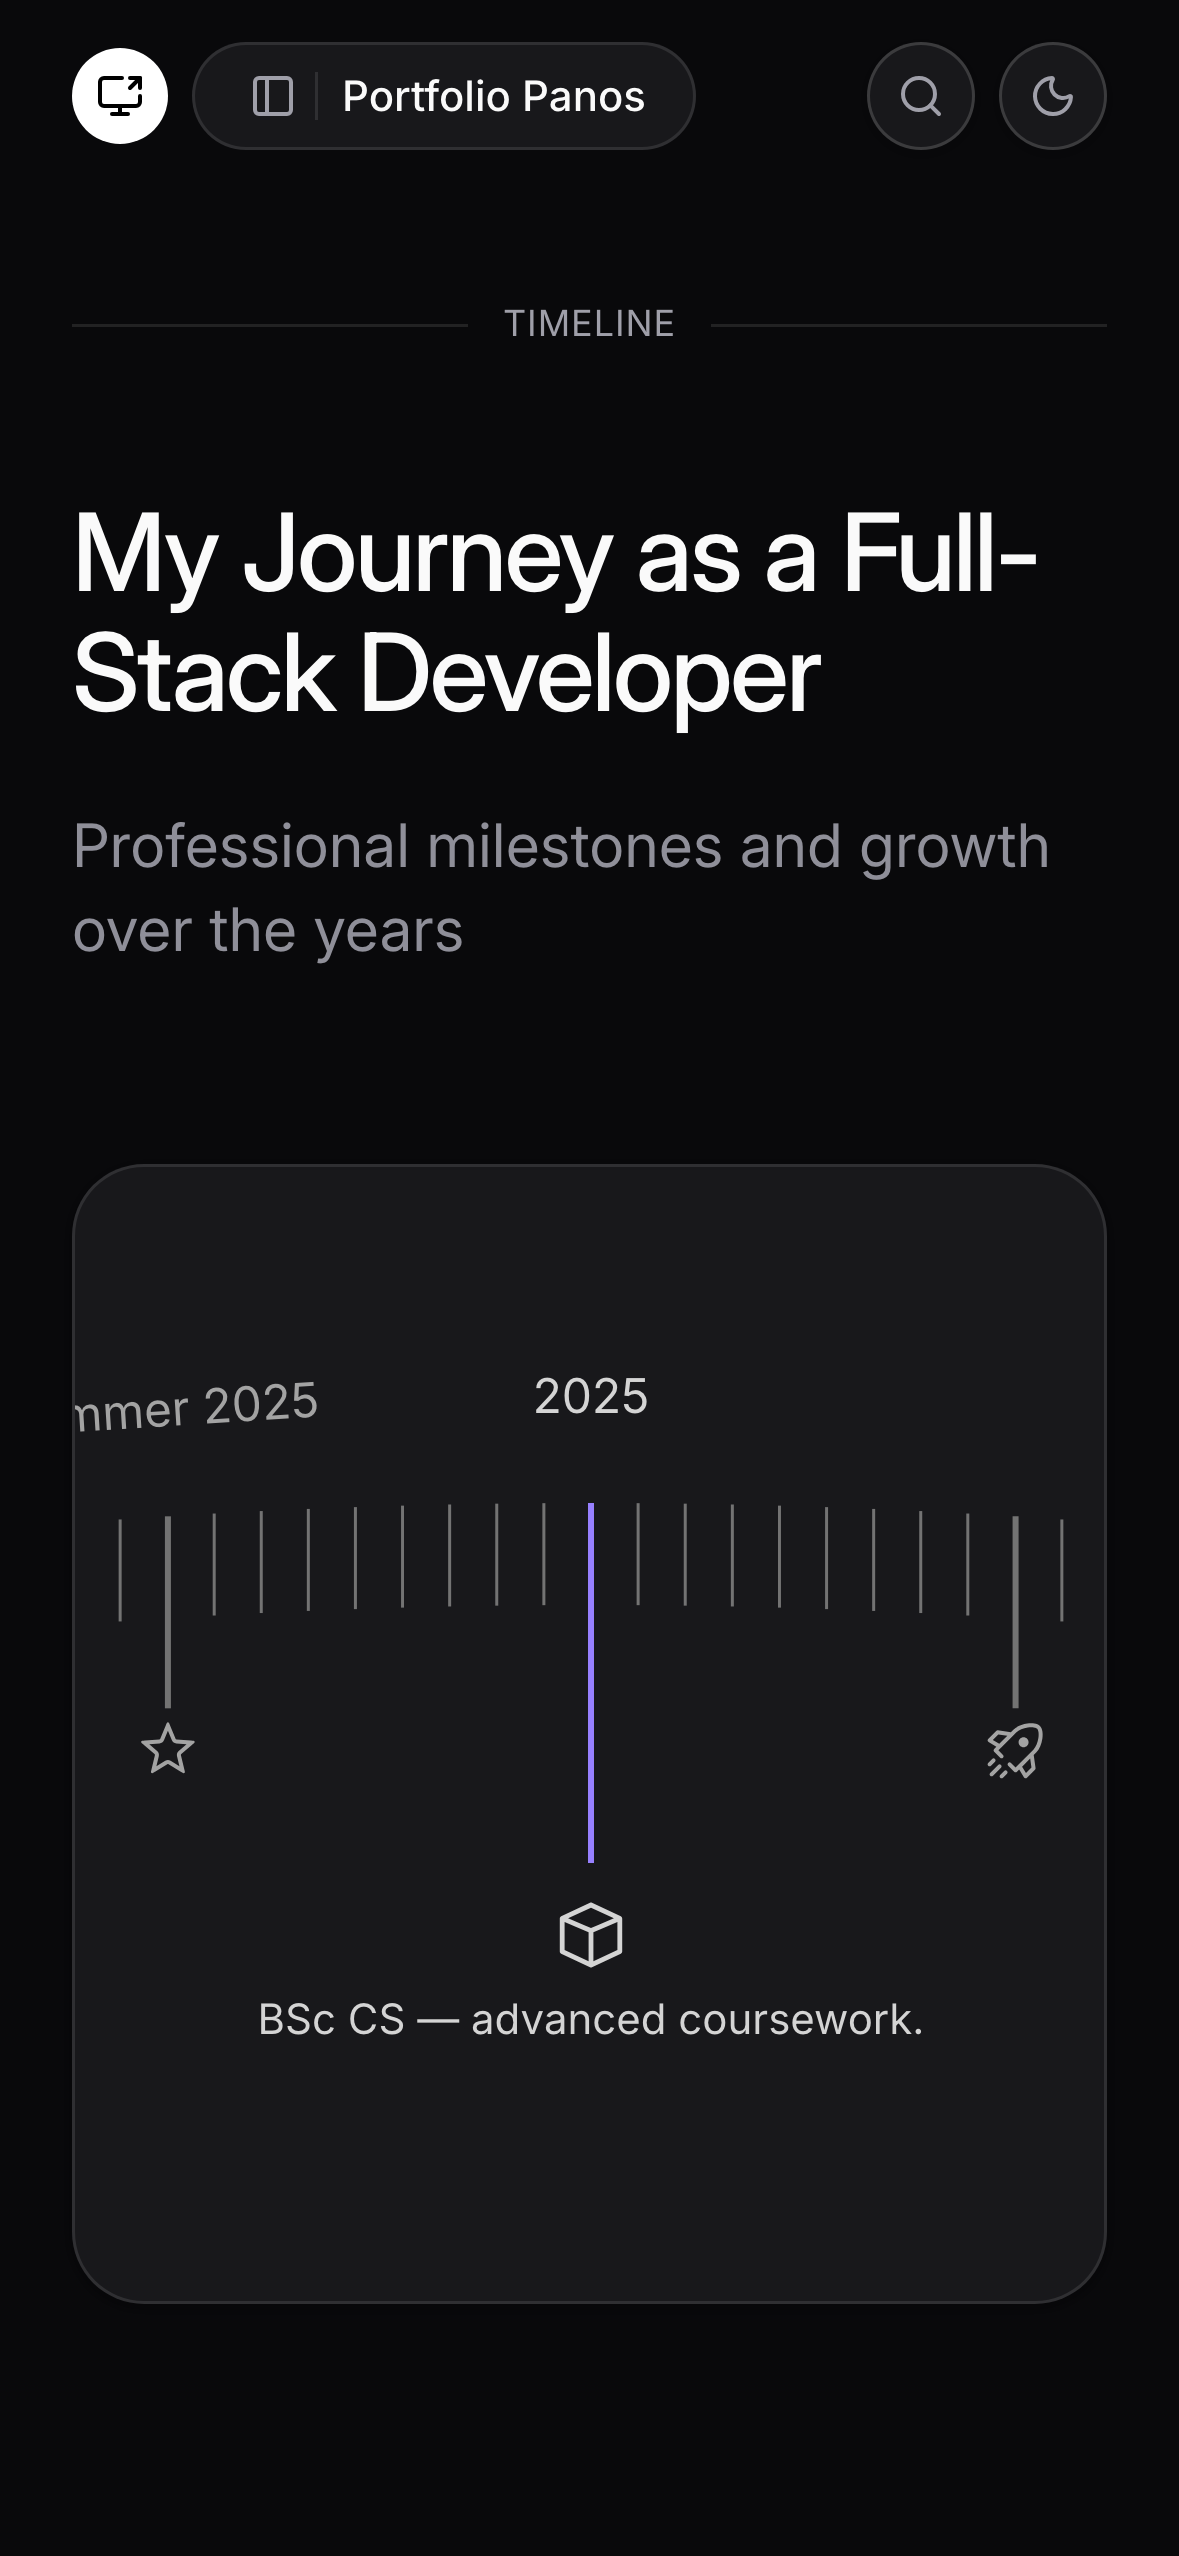 Portfolio Panos
TIMELINE
My Journey as a Full-
Stack Developer
Professional milestones and growth
over the years
mmer 2025
2025
BSc CS — advanced coursework.